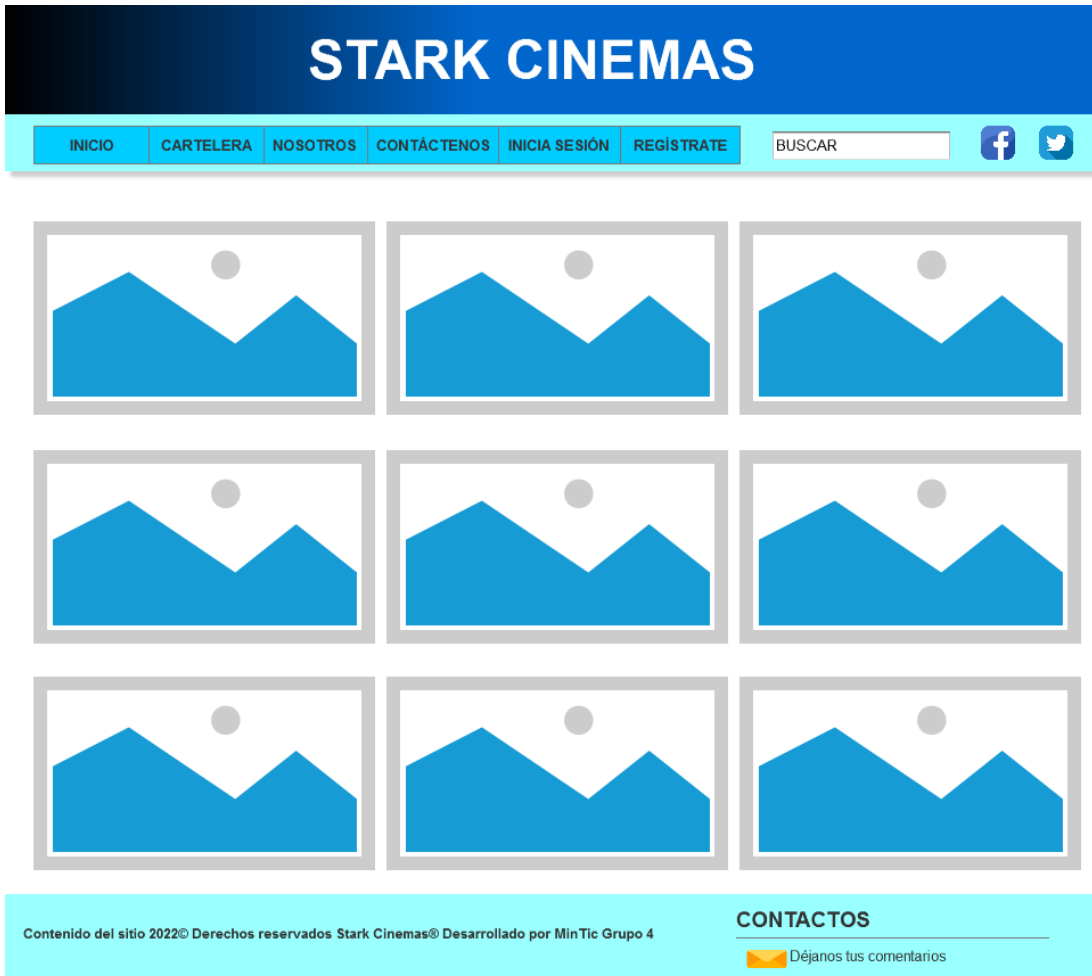 STARK CINEMAS
INICIO CARTELERA NOSOTROS CONTÁCTENOS INICIA SESIÓN REGÍSTRATE BUSCAR
CONTACTOS
Contenido del sitio 2022© Derechos reservados Stark Cinemas® Desarrollado por MinTic Grupo 4
Déjanos tus comentarios